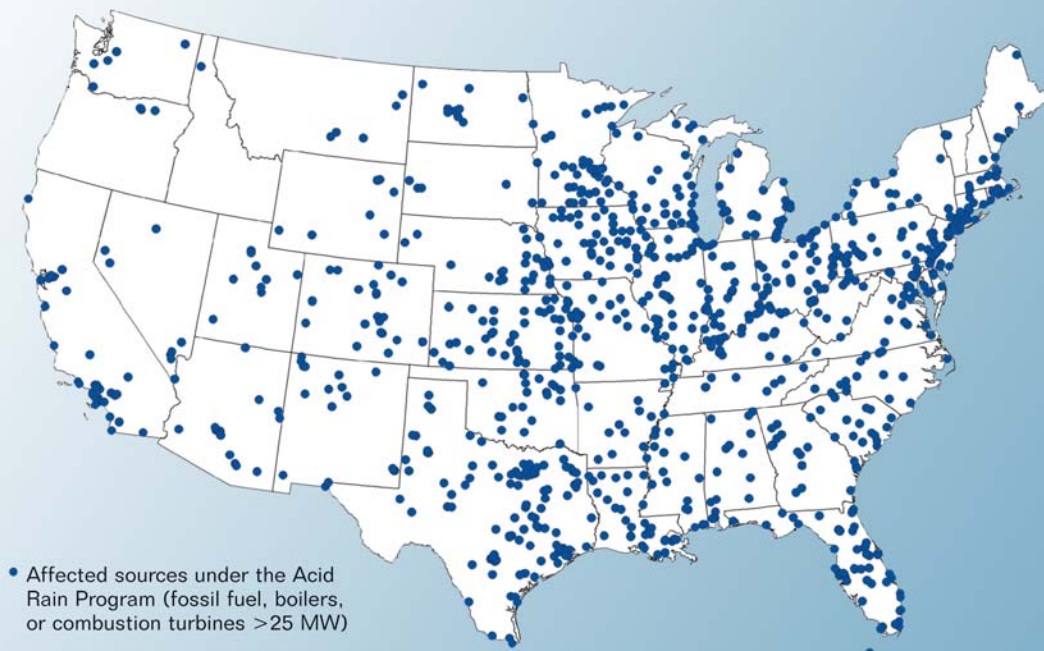 Affected sources under the Acid
Rain Program (fossil fuel, boilers,
or combustion turbines >25 MW)